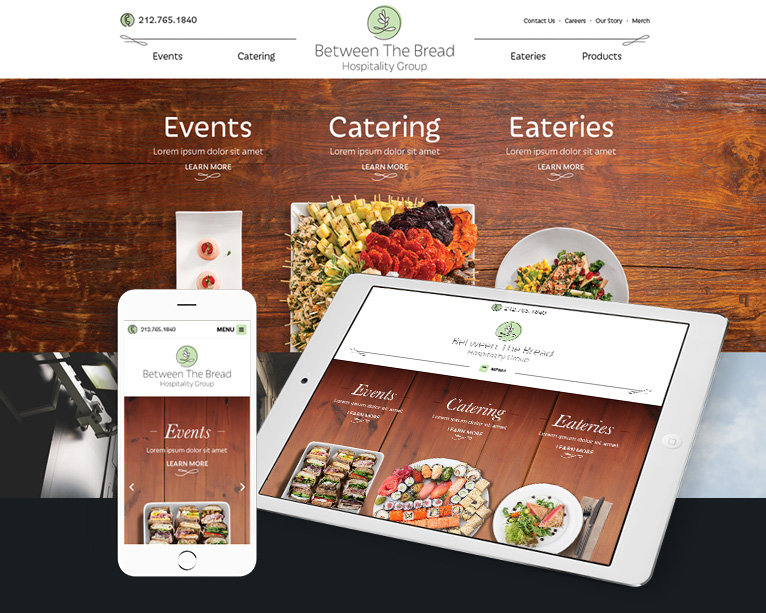 212.765.1840
Contact Us · Careers · Our Story · Merch
Between The Bread
Hospitality Group
Events
Catering
Eateries
Products
Events
Lorem ipsum dolor sit amet
LEARN MORE
Catering
Lorem ipsum dolor sit amet
LEARN MORE
Eateries
Lorem ipsum dolor sit amet
LEARN MORE
212.765.1840
MENU
Between The Bread
Hospitality Group
Events
Lorem ipsum dolor sit amet
LEARN MORE
212.765.1840
Between The Bread
Hospitality Group
MENU
Events
Lorem ipsum dolor sit amet
LEARN MORE
Catering
Lorem ipsum dolor sit amet
LEARN MORE
Eateries
Lorem ipsum dolor sit amet
LEARN MORE